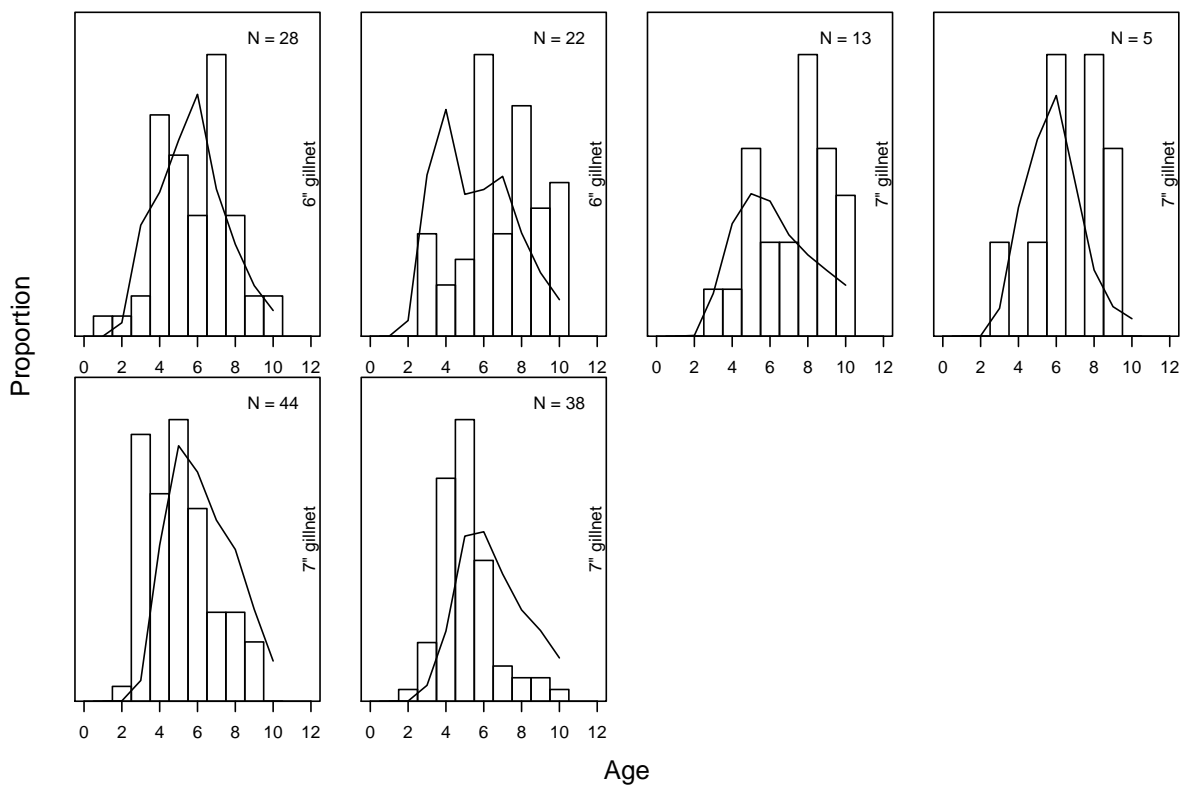 N = 28
6" gillnet
0 2 4 6 8 10 12
N = 22
6" gillnet
0 2 4 6 8 10 12
N = 13
7" gillnet
0 2 4 6 8 10 12
N = 5
7" gillnet
0 2 4 6 8 10 12
N = 44
7" gillnet
0 2 4 6 8 10 12
N = 38
7" gillnet
0 2 4 6 8 10 12
Proportion
Age